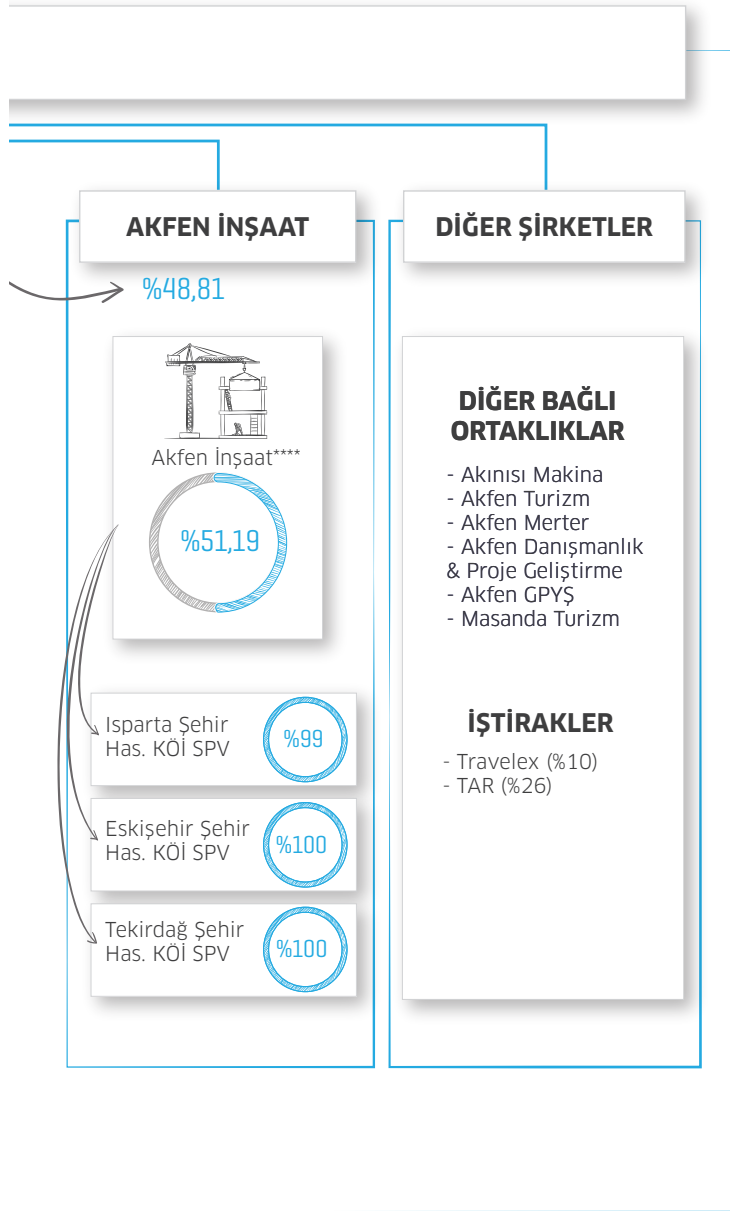 AKFEN İNŞAAT
%48,81
Akfen İnşaat****
%51,19
Isparta Şehir
Has. KÖİ SPV
%99
Eskişehir Şehir
Has. KÖİ SPV
%100
Tekirdağ Şehir
Has. KÖİ SPV
%100
DİĞER ŞİRKETLER
DİĞER BAĞLI
ORTAKLIKLAR
- Akınısı Makina
- Akfen Turizm
- Akfen Merter
- Akfen Danışmanlık
& Proje Geliştirme
- Akfen GPYŞ
- Masanda Turizm
İŞTİRAKLER
- Travelex (%10)
- TAR (%26)